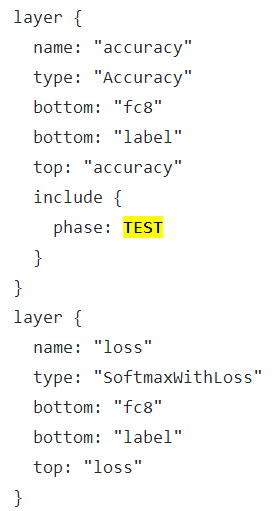 layer {
  name: "accuracy"
  type: "Accuracy"
  bottom: "fc8"
  bottom: "label"
  top: "accuracy"
  include {
    phase: TEST
  }
}
layer {
  name: "loss"
  type: "SoftmaxWithLoss"
  bottom: "fc8"
  bottom: "label"
  top: "loss"
}